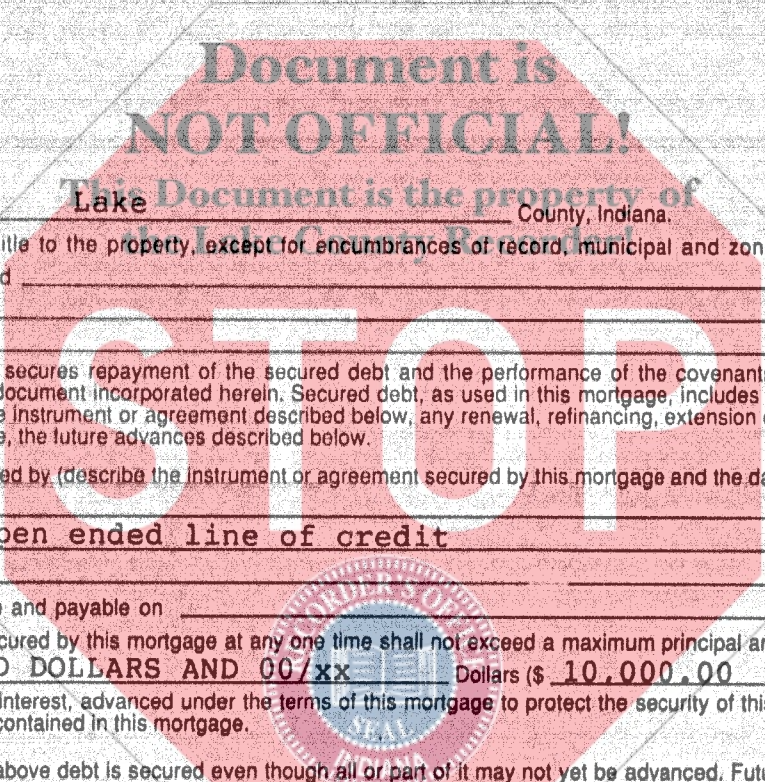 Document is
NOT OFFICIAL!
This Document is the property of
the Lake County Recorder!
Lake County, Indiana.
itle to the property, except for encumbrances of record, municipal and zon
d
STOP
secures repayment of the secured debt and the performance of the covenant
document incorporated herein. Secured debt, as used in this mortgage, includes
e instrument or agreement described below, any renewal, refinancing, extension
e, the future advances described below.
ed by (describe the instrument or agreement secured by this mortgage and the da
pen ended line of credit
and payable on
cured by this mortgage at any one time shall not exceed a maximum principal a
D DOLLARS AND 00/xx Dollars ($ 10,000.00
interest, advanced under the terms of this mortgage to protect the security of thi
contained in this mortgage.
above debt is secured even though all or part of it may not yet be advanced. Fut
RECORDER'S OFFIC
SEAL
INDIANA